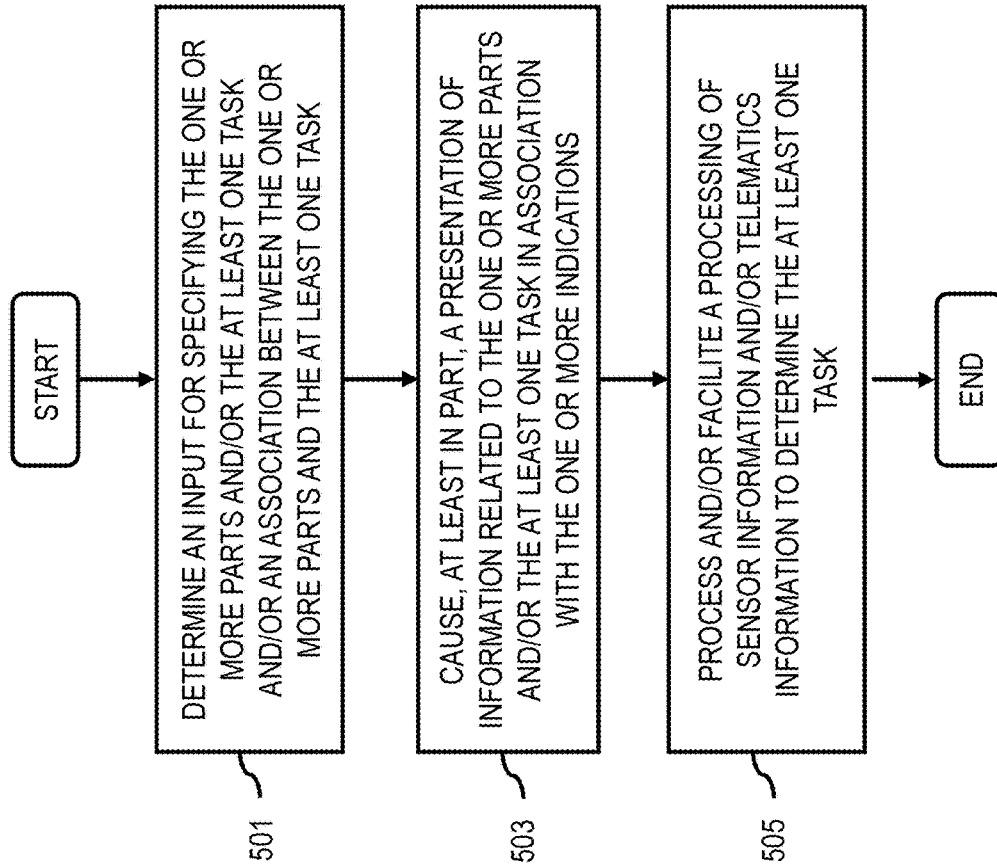 START
501
DETERMINE AN INPUT FOR SPECIFYING THE ONE OR
MORE PARTS AND/OR THE AT LEAST ONE TASK
AND/OR AN ASSOCIATION BETWEEN THE ONE OR
MORE PARTS AND THE AT LEAST ONE TASK
503
CAUSE, AT LEAST IN PART, A PRESENTATION OF
INFORMATION RELATED TO THE ONE OR MORE PARTS
AND/OR THE AT LEAST ONE TASK IN ASSOCIATION
WITH THE ONE OR MORE INDICATIONS
505
PROCESS AND/OR FACILITE A PROCESSING OF
SENSOR INFORMATION AND/OR TELEMATICS
INFORMATION TO DETERMINE THE AT LEAST ONE
TASK
END